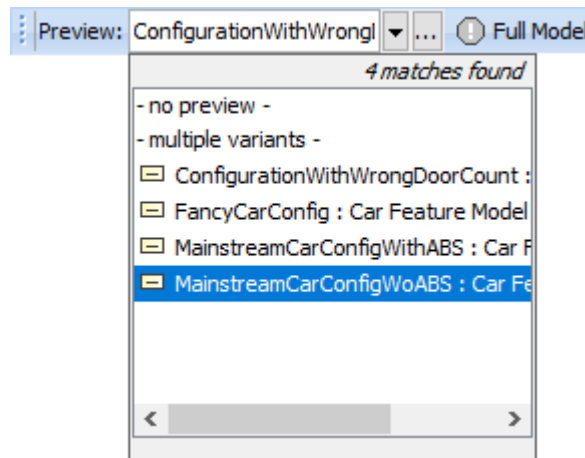 Preview: ConfigurationWithWrongl ... Full Model
4 matches found
- no preview -
- multiple variants -
ConfigurationWithWrongDoorCount :
FancyCarConfig : Car Feature Model
MainstreamCarConfigWithABS : Car F
MainstreamCarConfigWoABS : Car Fe